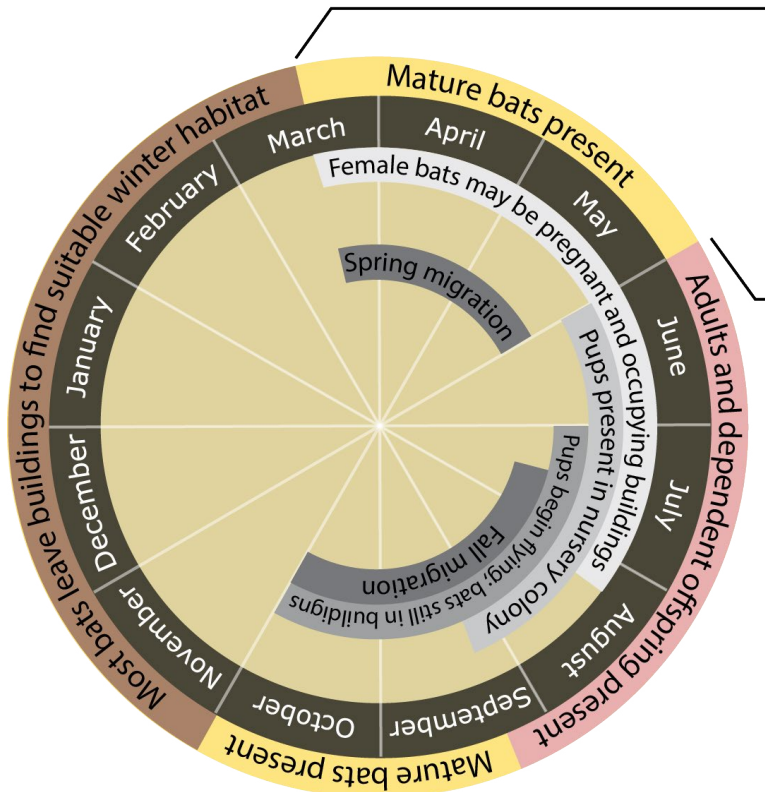 Mature bats present
Adults and dependent offspring present
Mature bats present
Most bats leave buildings to find suitable winter habitat
January
February
March
April
May
June
July
August
September
October
November
December
Female bats may be pregnant and occupying buildings
Spring migration
Pups present in nursery colony
Pups begin flying; bats still in buildigns
Fall migration